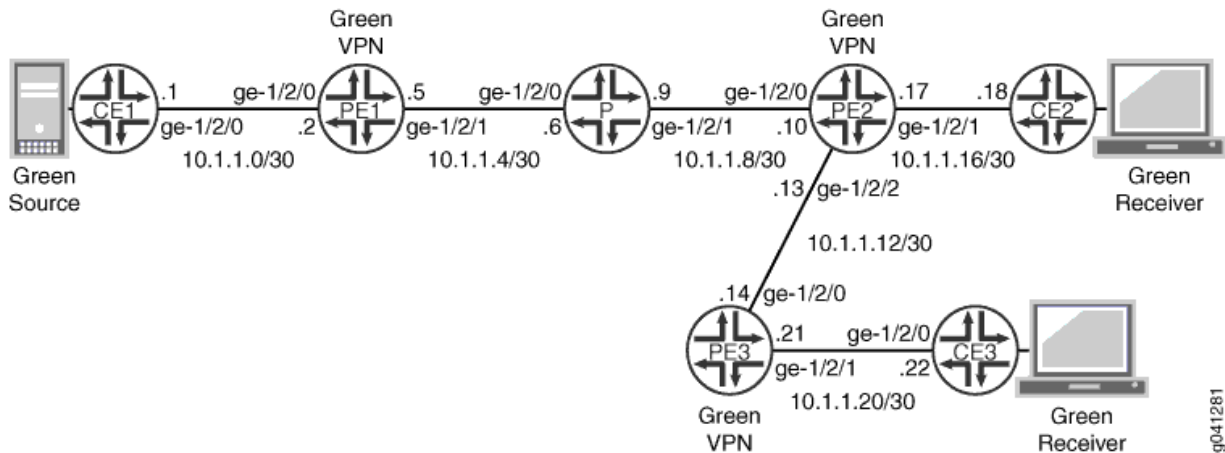 Green
VPN
Green
VPN
CE1
.1
ge-1/2/0
PE1
.5
ge-1/2/0
P
.9
ge-1/2/0
PE2
.17
.18
CE2
ge-1/2/0
.2
ge-1/2/1
.6
ge-1/2/1
.10
ge-1/2/1
10.1.1.0/30
10.1.1.4/30
10.1.1.8/30
10.1.1.16/30
Green
Source
Green
Receiver
.13
ge-1/2/2
10.1.1.12/30
.14
ge-1/2/0
PE3
.21
ge-1/2/0
CE3
ge-1/2/1
.22
10.1.1.20/30
Green
VPN
Green
Receiver
g041281